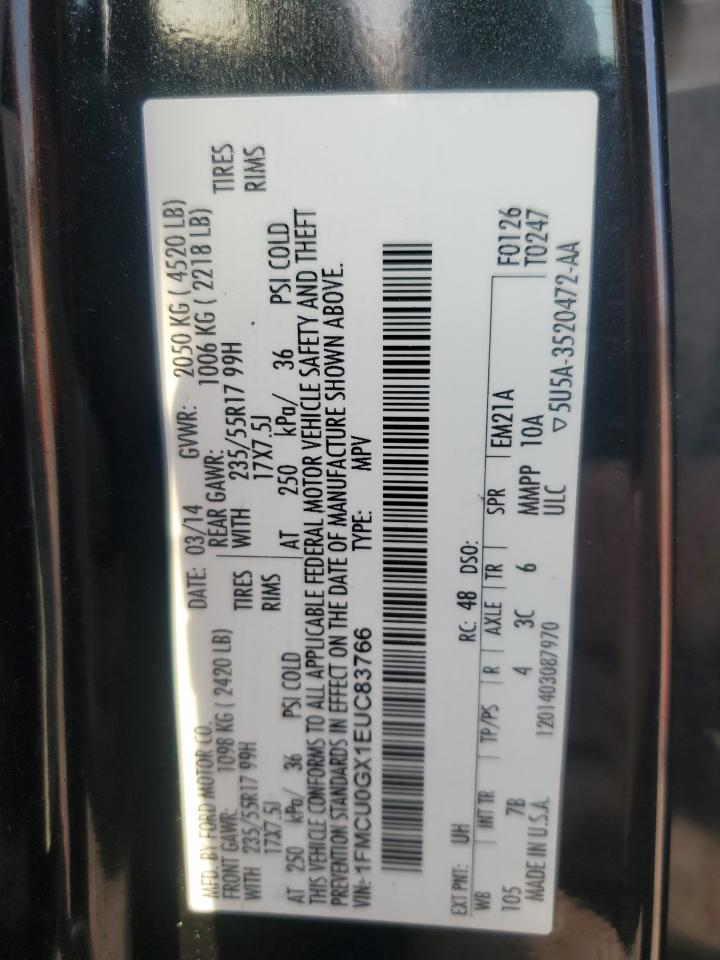 MFD. BY FORD MOTOR CO.
DATE: 03/14 GVWR: 2050 KG ( 4520 LB)
FRONT GAWR: 1098 KG ( 2420 LB) REAR GAWR: 1006 KG ( 2218 LB)
WITH 235/55R17 99H TIRES WITH 235/55R17 99H TIRES
17X7.5J RIMS 17X7.5J RIMS
AT 250 kPa/ 36 PSI COLD AT 250 kPa/ 36 PSI COLD
THIS VEHICLE CONFORMS TO ALL APPLICABLE FEDERAL MOTOR VEHICLE SAFETY AND THEFT
PREVENTION STANDARDS IN EFFECT ON THE DATE OF MANUFACTURE SHOWN ABOVE.
VIN: 1FMCU0GX1EUC83766 TYPE: MPV
EXT PNT: UH RC: 48 DSO: F0126
WB INT TR TP/PS R AXLE TR SPR EM21A T0247
105 7B 4 3C 6 MMPP 10A
MADE IN U.S.A. 1201403087970 ULC ▽5U5A-3520472-AA